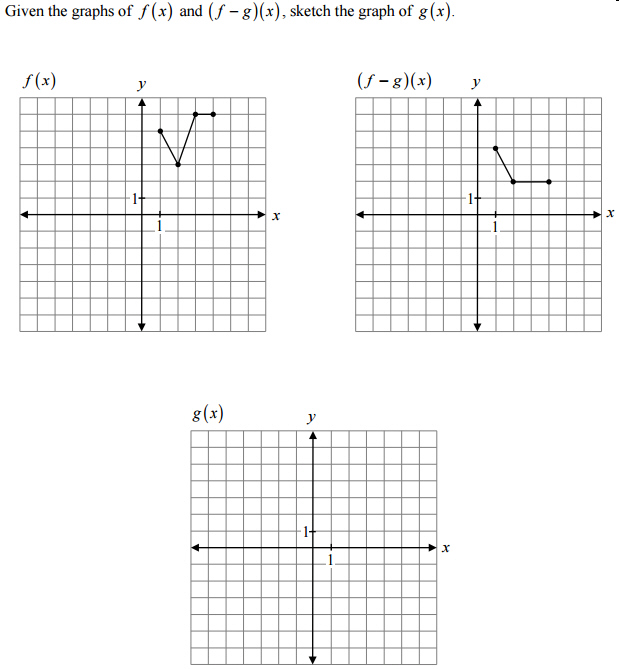 Given the graphs of f(x) and (f – g)(x), sketch the graph of g(x).
f(x) y (f – g)(x) y
1 1
x x
1 1
g(x) y
1
x
1